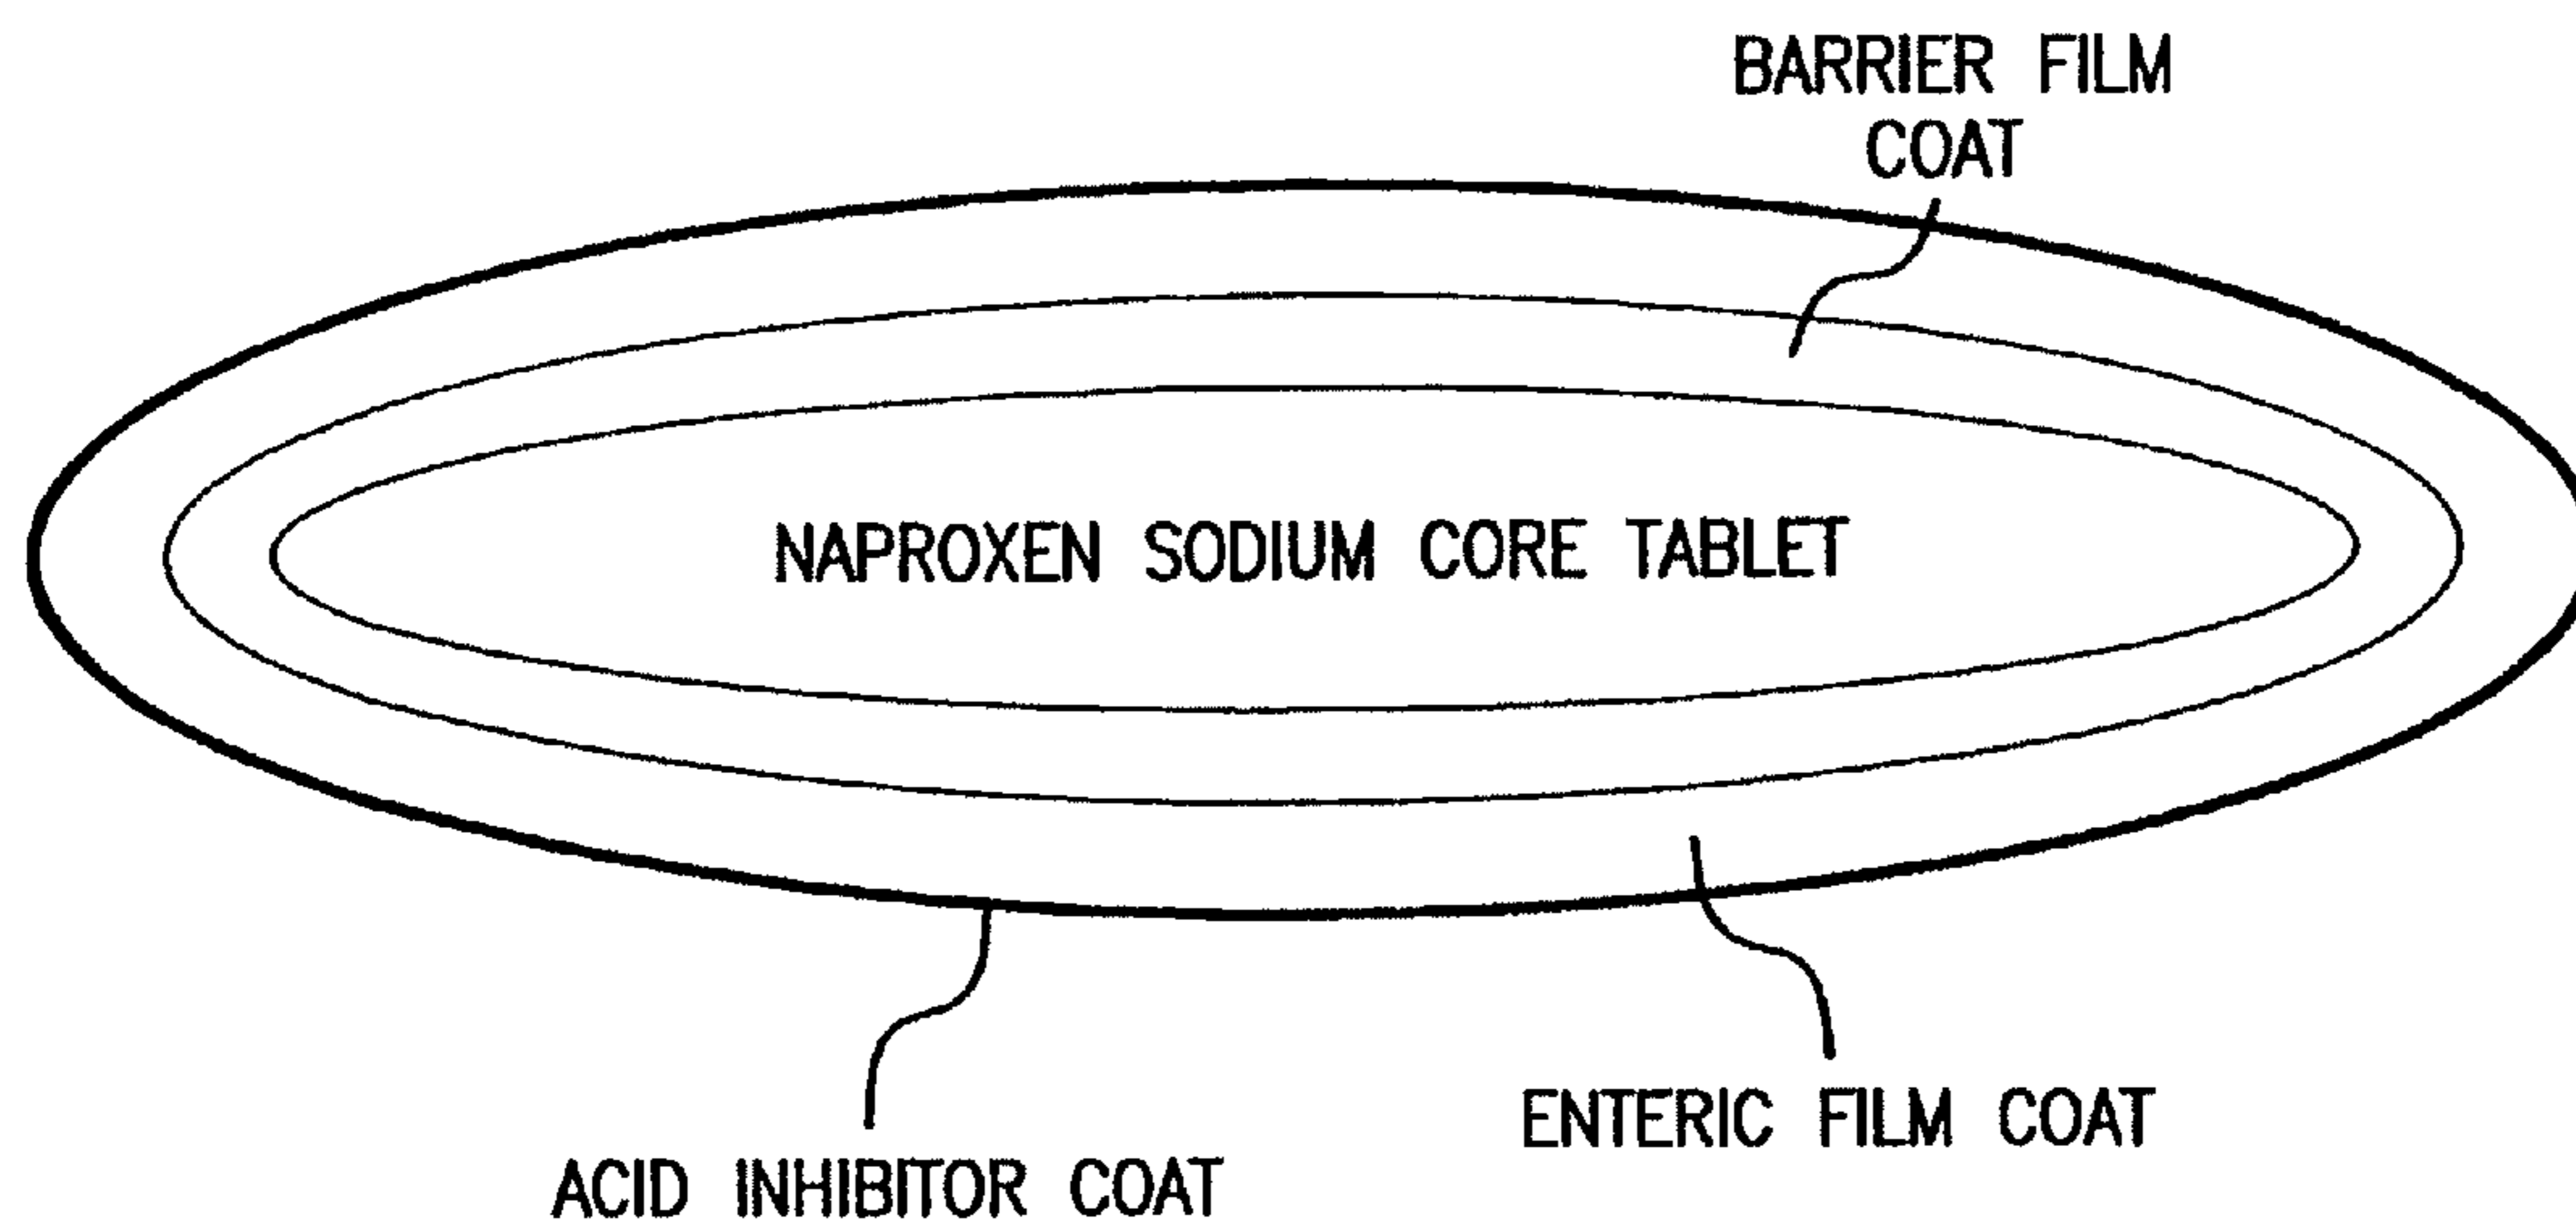 BARRIER FILM
COAT
NAPROXEN SODIUM CORE TABLET
ENTERIC FILM COAT
ACID INHIBITOR COAT